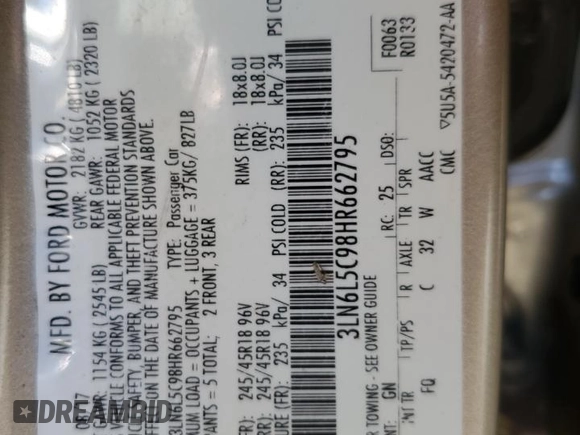 MFD. BY FORD MOTOR CO.
GVWR: 2182 KG ( 4810 LB)
1154 KG ( 2545 LB) REAR GAWR: 1052 KG ( 2320 LB)
CONFORMS TO ALL APPLICABLE FEDERAL MOTOR
SAFETY, BUMPER, AND THEFT PREVENTION STANDARDS
EFFECT ON THE DATE OF MANUFACTURE SHOWN ABOVE.
3LN6L5C98HR662795 TYPE: Passenger Car
LOAD = OCCUPANTS + LUGGAGE = 375KG/ 827LB
= 5 TOTAL: 2 FRONT, 3 REAR
245/45R18 96V RIMS (FR): 18x8.0J
245/45R18 96V (RR): 18x8.0J
(FR): 235 kPa/ 34 PSI COLD (RR): 235 kPa/ 34 PSI CO
3LN6L5C98HR662795
TOWING - SEE OWNER GUIDE
GN RC: 25 DSO: F0063
R0133
INT TR TP/PS R AXLE TR SPR
FQ C 32 W AACC
CMC ▽5U5A-5420472-AA
DREAMBID